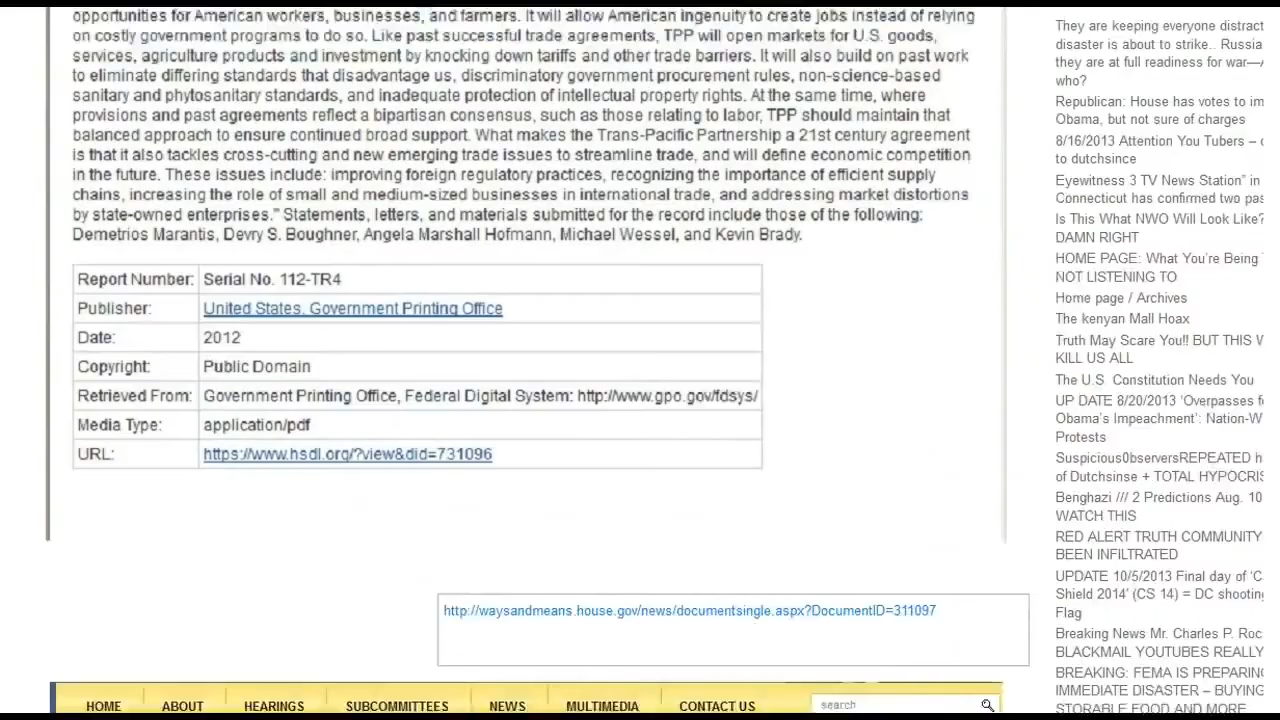 opportunities for American workers, businesses, and farmers. It will allow American ingenuity to create jobs instead of relying
on costly government programs to do so. Like past successful trade agreements, TPP will open markets for U.S. goods,
services, agriculture products and investment by knocking down tariffs and other trade barriers. It will also build on past work
to eliminate differing standards that disadvantage us, discriminatory government procurement rules, non-science-based
sanitary and phytosanitary standards, and inadequate protection of intellectual property rights. At the same time, where
provisions and past agreements reflect a bipartisan consensus, such as those relating to labor, TPP should maintain that
balanced approach to ensure continued broad support. What makes the Trans-Pacific Partnership a 21st century agreement
is that it also tackles cross-cutting and new emerging trade issues to streamline trade, and will define economic competition
in the future. These issues include: improving foreign regulatory practices, recognizing the importance of efficient supply
chains, increasing the role of small and medium-sized businesses in international trade, and addressing market distortions
by state-owned enterprises." Statements, letters, and materials submitted for the record include those of the following:
Demetrios Marantis, Devry S. Boughner, Angela Marshall Hofmann, Michael Wessel, and Kevin Brady.
Report Number: Serial No. 112-TR4
Publisher: United States. Government Printing Office
Date: 2012
Copyright: Public Domain
Retrieved From: Government Printing Office, Federal Digital System: http://www.gpo.gov/fdsys/
Media Type: application/pdf
URL: https://www.hsdl.org/?view&did=731096
http://waysandmeans.house.gov/news/documentsingle.aspx?DocumentID=311097
HOME ABOUT HEARINGS SUBCOMMITTEES NEWS MULTIMEDIA CONTACT US search
They are keeping everyone distract
disaster is about to strike.. Russia
they are at full readiness for war—
who?
Republican: House has votes to im
Obama, but not sure of charges
8/16/2013 Attention You Tubers –
to dutchsince
Eyewitness 3 TV News Station" in
Connecticut has confirmed two pas
Is This What NWO Will Look Like?
DAMN RIGHT
HOME PAGE: What You're Being
NOT LISTENING TO
Home page / Archives
The kenyan Mall Hoax
Truth May Scare You!! BUT THIS W
KILL US ALL
The U.S Constitution Needs You
UP DATE 8/20/2013 'Overpasses f
Obama's Impeachment': Nation-W
Protests
Suspicious0bserversREPEATED h
of Dutchsinse + TOTAL HYPOCRIS
Benghazi /// 2 Predictions Aug. 10
WATCH THIS
RED ALERT TRUTH COMMUNITY
BEEN INFILTRATED
UPDATE 10/5/2013 Final day of 'C
Shield 2014' (CS 14) = DC shooting
Flag
Breaking News Mr. Charles P. Roc
BLACKMAIL YOUTUBES REALLY
BREAKING: FEMA IS PREPARING
IMMEDIATE DISASTER – BUYING
STORABLE FOOD AND MORE